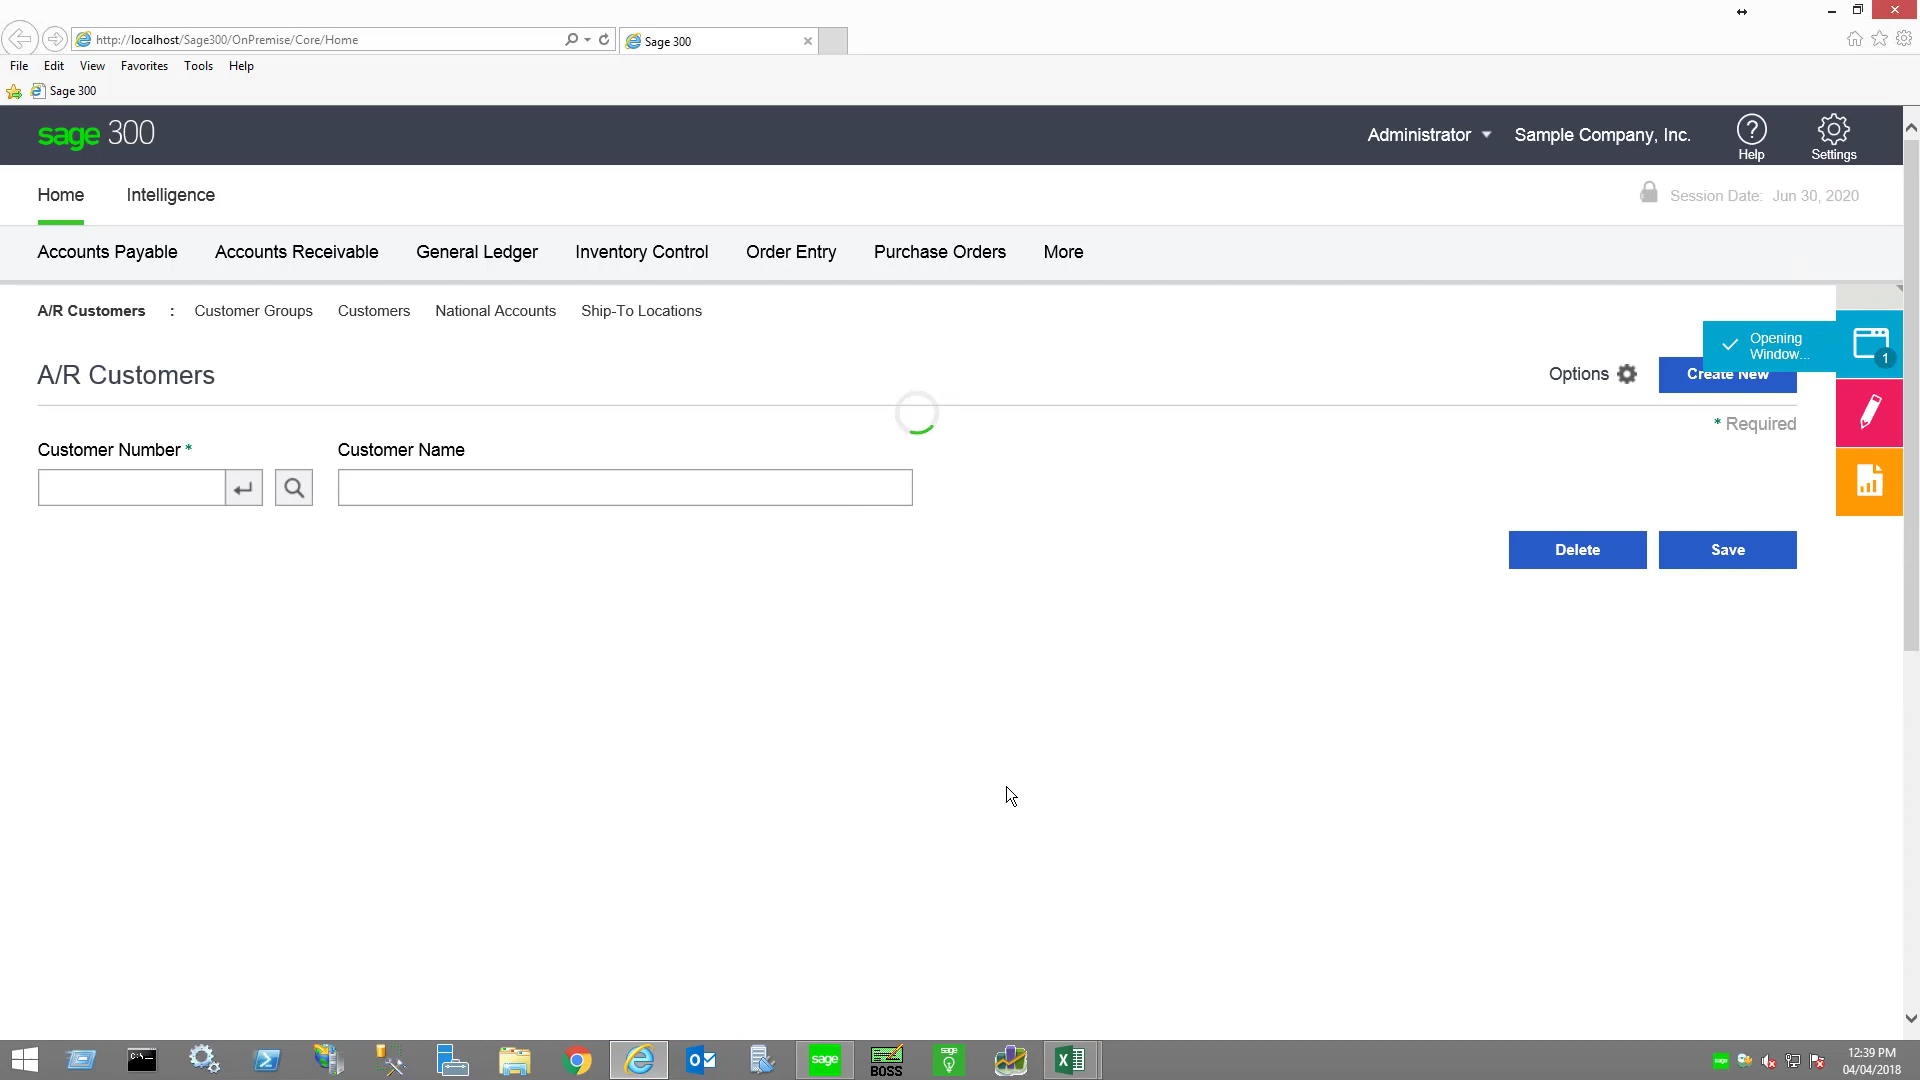 http://localhost/Sage300/OnPremise/Core/Home
Sage 300
File Edit View Favorites Tools Help
Sage 300
sage 300
Administrator Sample Company, Inc. Help Settings
Home Intelligence
Session Date: Jun 30, 2020
Accounts Payable Accounts Receivable General Ledger Inventory Control Order Entry Purchase Orders More
A/R Customers : Customer Groups Customers National Accounts Ship-To Locations
Opening
Window...
1
A/R Customers
Options
Create New
* Required
Customer Number * Customer Name
Delete Save
C:\_
sage
BOSS
sage
12:39 PM
04/04/2018